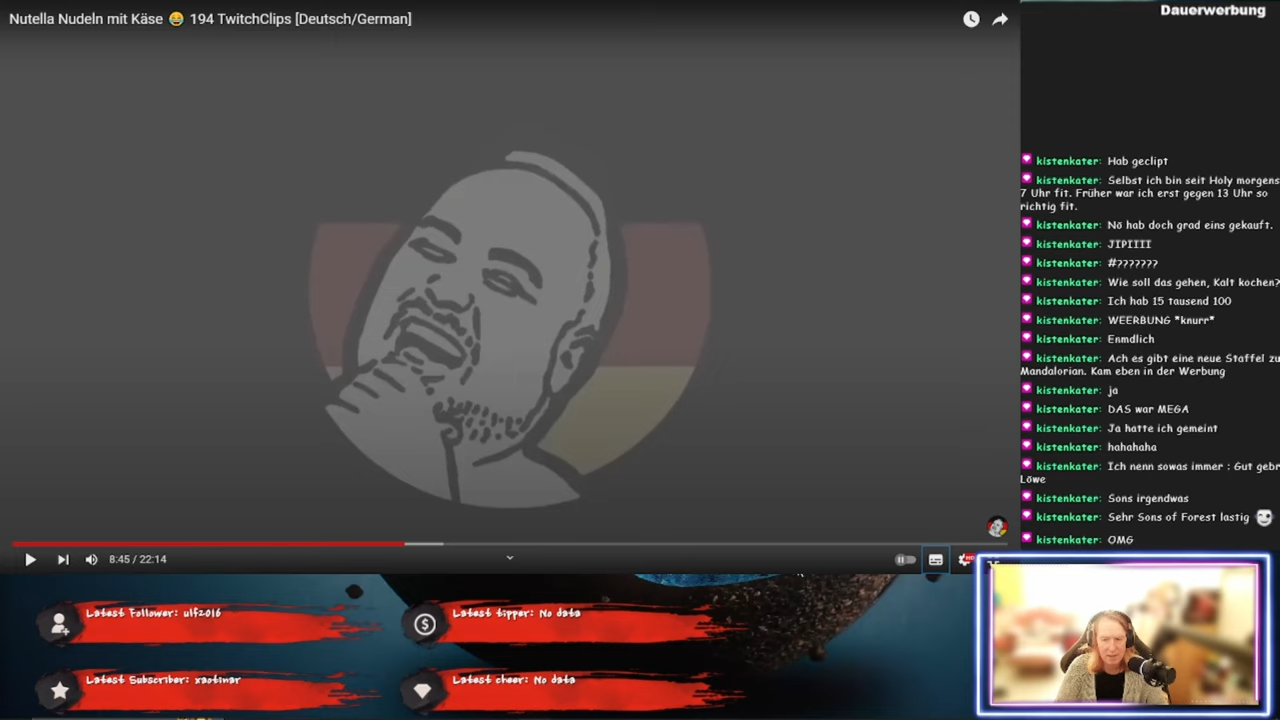 Nutella Nudeln mit Käse 😂 194 TwitchClips [Deutsch/German]
Dauerwerbung
kistenkater: Hab geclipt
kistenkater: Selbst ich bin seit Holy morgens
7 Uhr fit. Früher war ich erst gegen 13 Uhr so
richtig fit.
kistenkater: Nö hab doch grad eins gekauft.
kistenkater: JIPIIII
kistenkater: #???????
kistenkater: Wie soll das gehen, Kalt kochen?
kistenkater: Ich hab 15 tausend 100
kistenkater: WEERBUNG *knurr*
kistenkater: Enmdlich
kistenkater: Ach es gibt eine neue Staffel zu
Mandalorian. Kam eben in der Werbung
kistenkater: ja
kistenkater: DAS war MEGA
kistenkater: Ja hatte ich gemeint
kistenkater: hahahaha
kistenkater: Ich nenn sowas immer : Gut gebr
Löwe
kistenkater: Sons irgendwas
kistenkater: Sehr Sons of Forest lastig
kistenkater: OMG
8:45 / 22:14
Latest Follower: ulf2016
Latest tipper: No data
Latest Subscriber: xaotinar
Latest cheer: No data